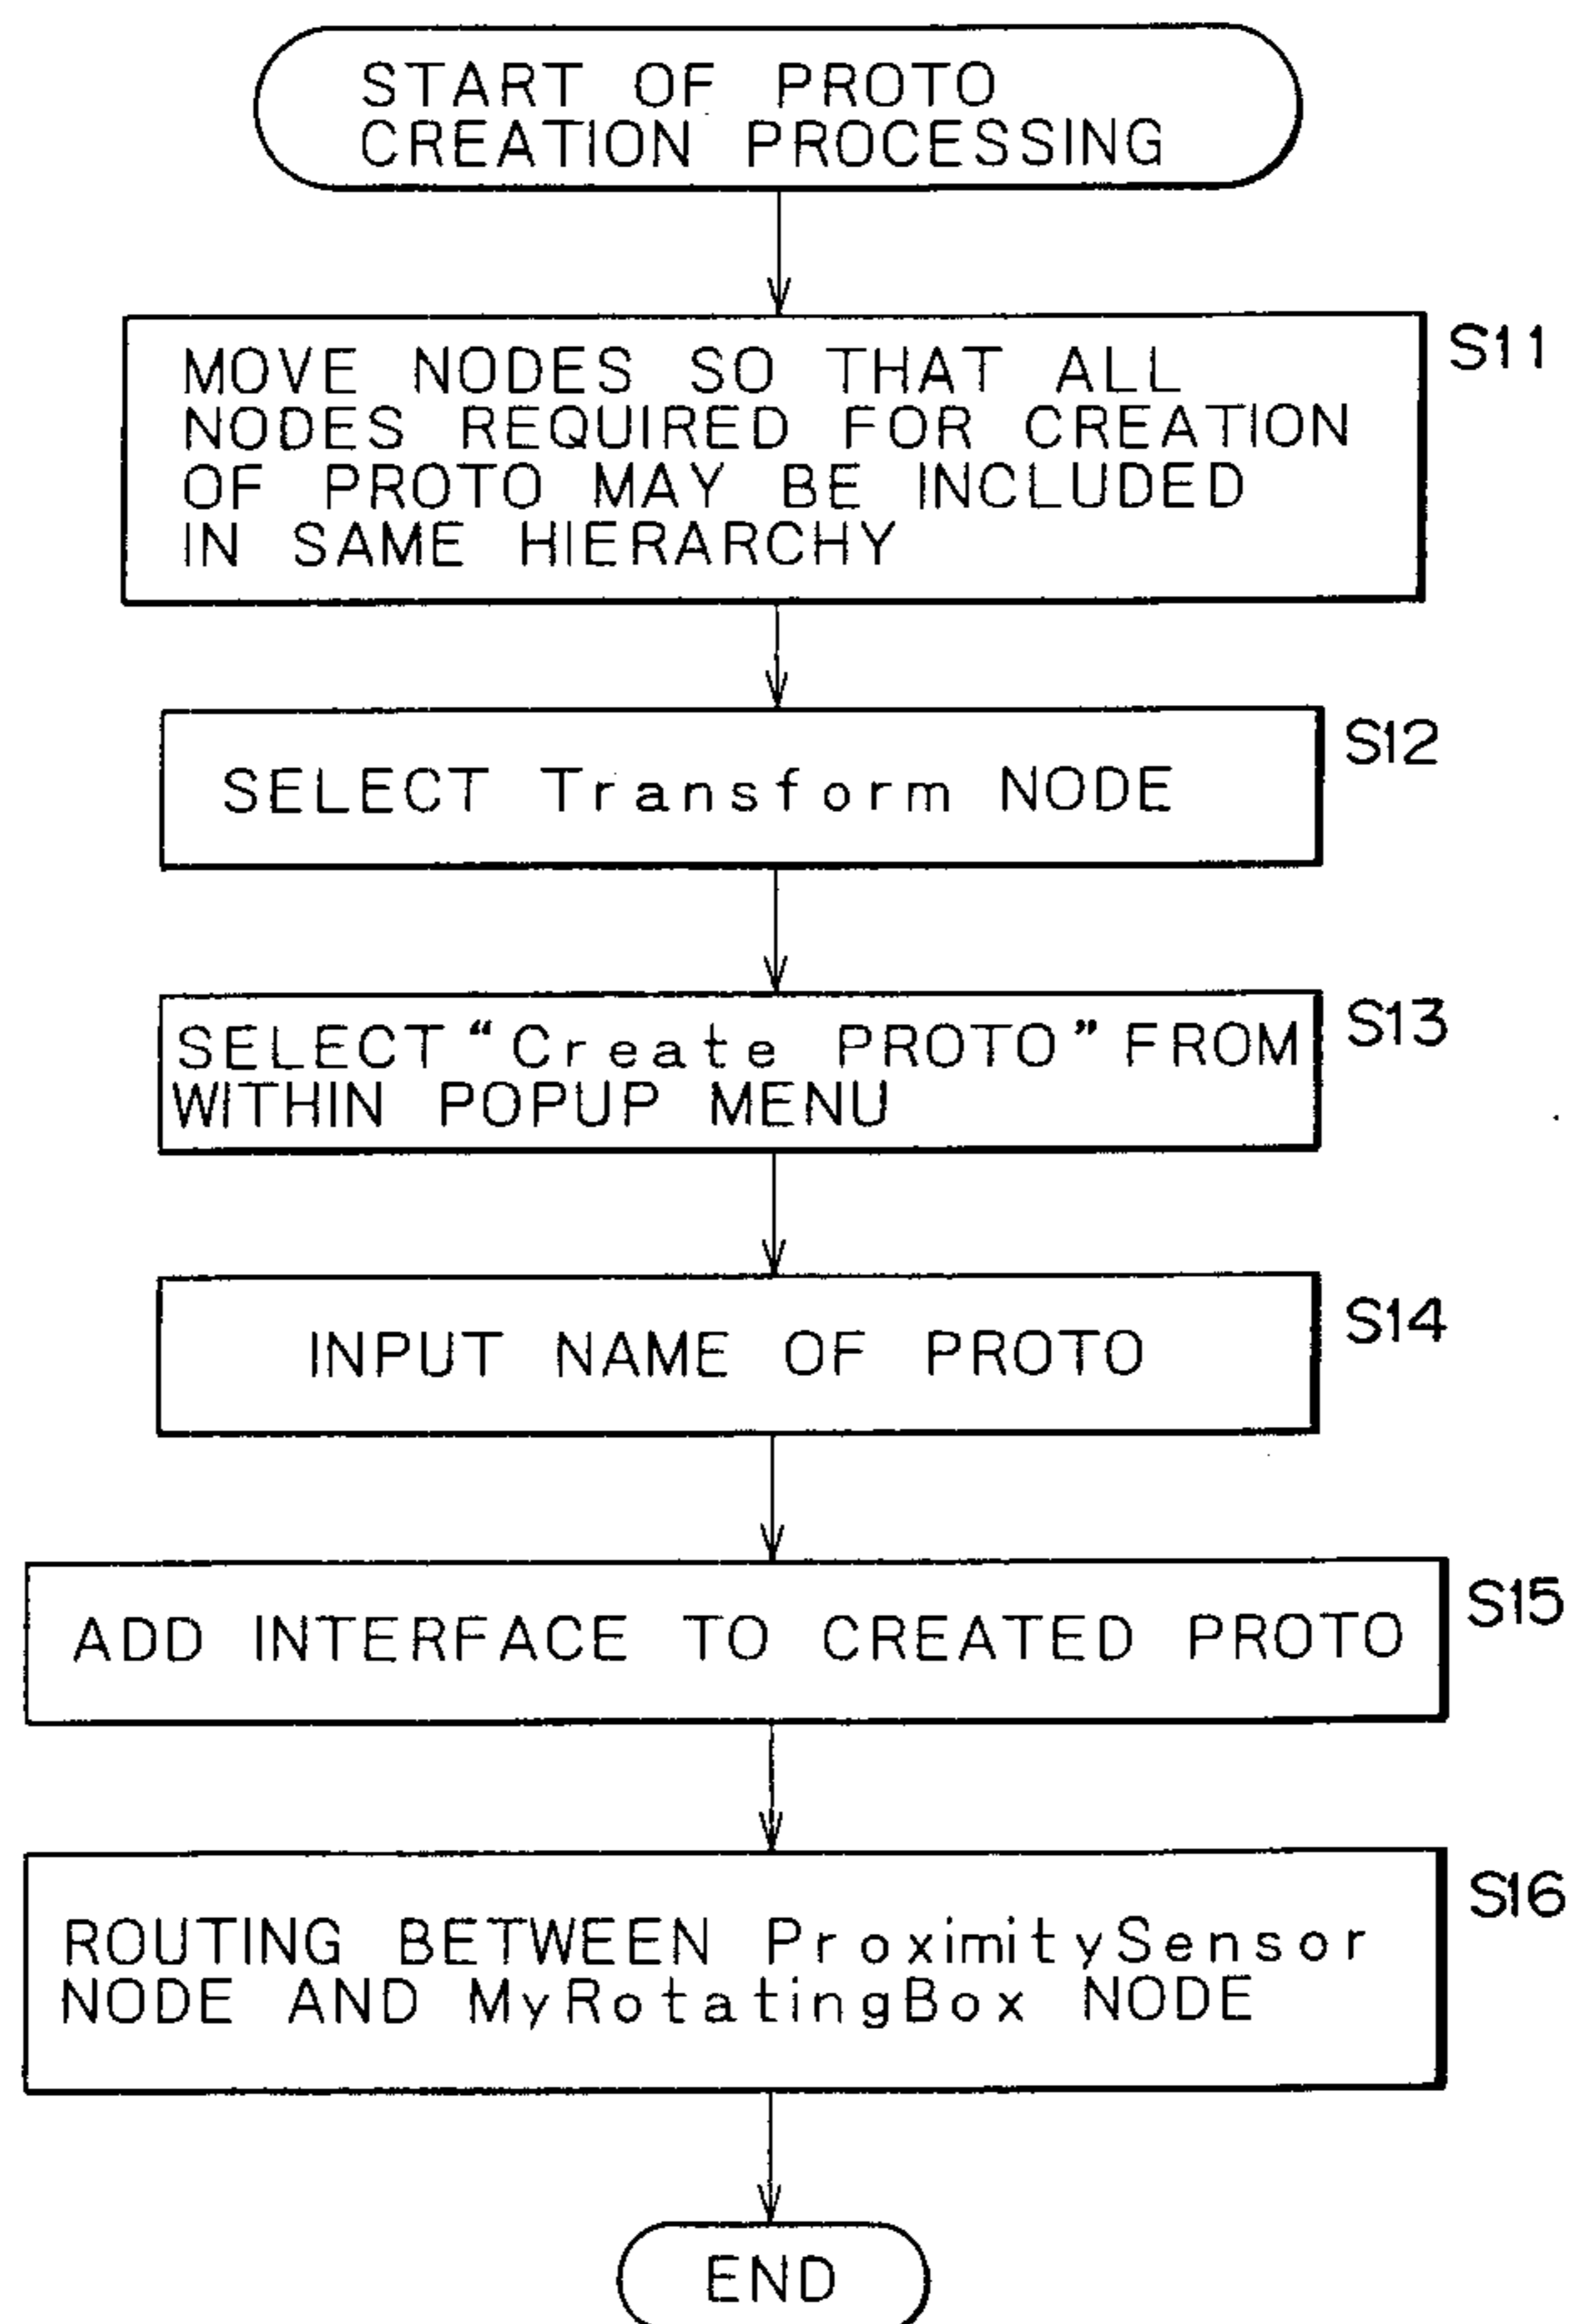 START OF PROTO
CREATION PROCESSING
MOVE NODES SO THAT ALL
NODES REQUIRED FOR CREATION
OF PROTO MAY BE INCLUDED
IN SAME HIERARCHY
S11
SELECT Transform NODE
S12
SELECT “Create PROTO” FROM
WITHIN POPUP MENU
S13
INPUT NAME OF PROTO
S14
ADD INTERFACE TO CREATED PROTO
S15
ROUTING BETWEEN ProximitySensor
NODE AND MyRotatingBox NODE
S16
END